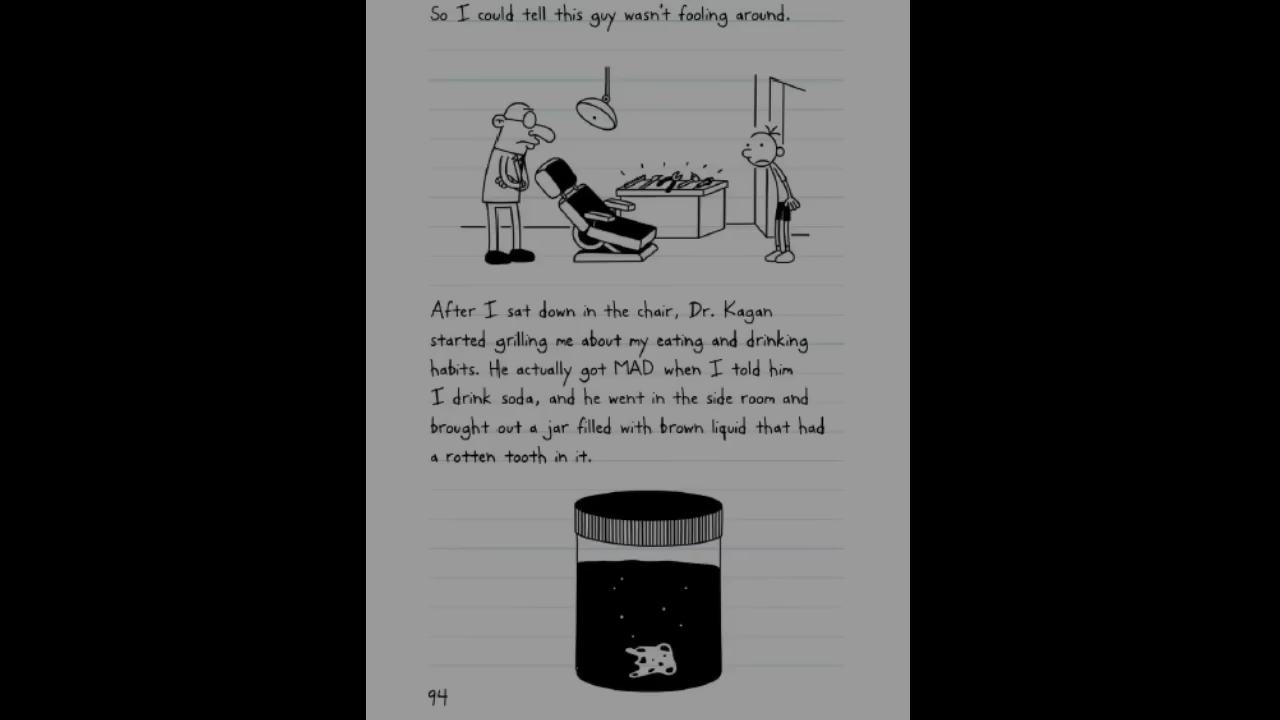 So I could tell this guy wasn't fooling around.
After I sat down in the chair, Dr. Kagan
started grilling me about my eating and drinking
habits. He actually got MAD when I told him
I drink soda, and he went in the side room and
brought out a jar filled with brown liquid that had
a rotten tooth in it.
94